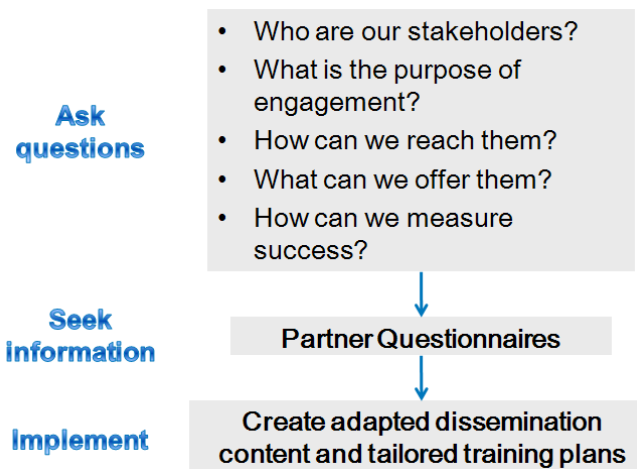 Ask
questions
• Who are our stakeholders?
• What is the purpose of
engagement?
• How can we reach them?
• What can we offer them?
• How can we measure
success?
Seek
information
Partner Questionnaires
Implement
Create adapted dissemination
content and tailored training plans